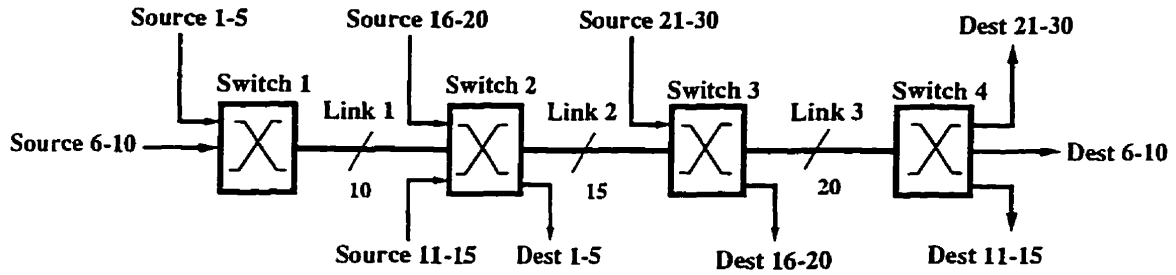 Source 1-5
Source 16-20
Source 21-30
Dest 21-30
Switch 1
Switch 2
Switch 3
Switch 4
Link 1
Link 2
Link 3
Source 6-10
Dest 6-10
10
15
20
Source 11-15
Dest 1-5
Dest 16-20
Dest 11-15